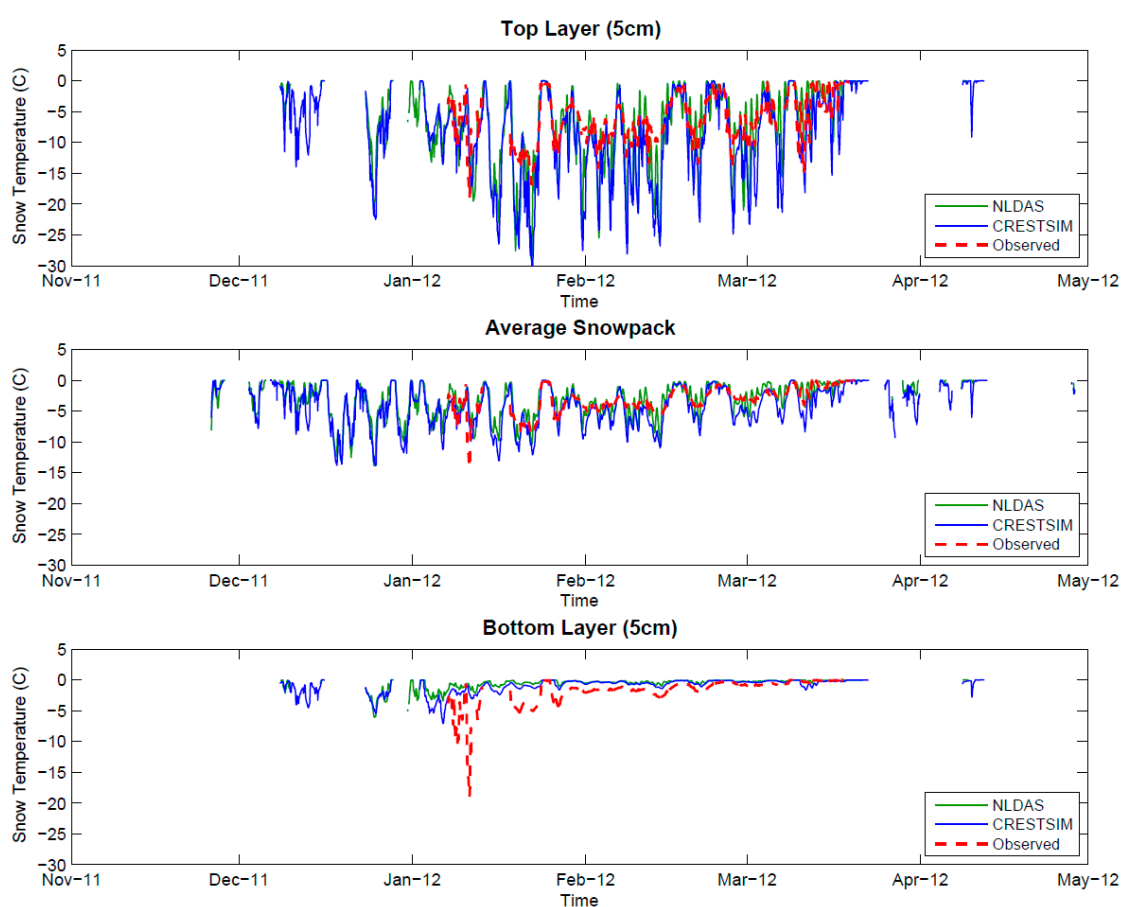 Top Layer (5cm)
Snow Temperature (C)
5
0
−5
−10
−15
−20
−25
−30
NLDAS
CRESTSIM
Observed
Nov−11 Dec−11 Jan−12 Feb−12 Mar−12 Apr−12 May−12
Time
Average Snowpack
Snow Temperature (C)
5
0
−5
−10
−15
−20
−25
−30
NLDAS
CRESTSIM
Observed
Nov−11 Dec−11 Jan−12 Feb−12 Mar−12 Apr−12 May−12
Time
Bottom Layer (5cm)
Snow Temperature (C)
5
0
−5
−10
−15
−20
−25
−30
NLDAS
CRESTSIM
Observed
Nov−11 Dec−11 Jan−12 Feb−12 Mar−12 Apr−12 May−12
Time